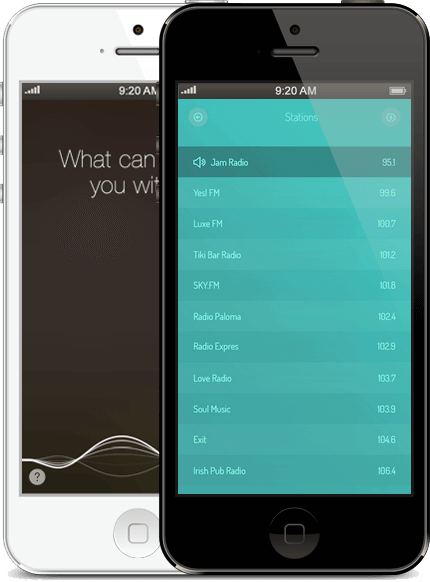 9:20 AM
What can
you wit
?
9:20 AM
Stations
Jam Radio 95.1
Yes! FM 99.6
Luxe FM 100.7
Tiki Bar Radio 101.2
SKY.FM 101.8
Radio Paloma 102.4
Radio Expres 102.9
Love Radio 103.7
Soul Music 103.9
Exit 104.6
Irish Pub Radio 106.4